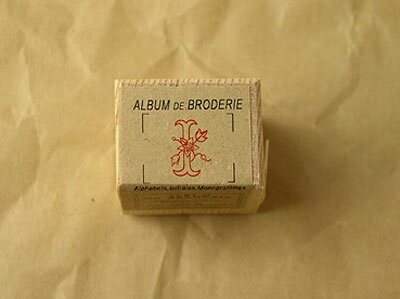 ALBUM DE BRODERIE
I
Alphabets, Initiales, Monogrammes